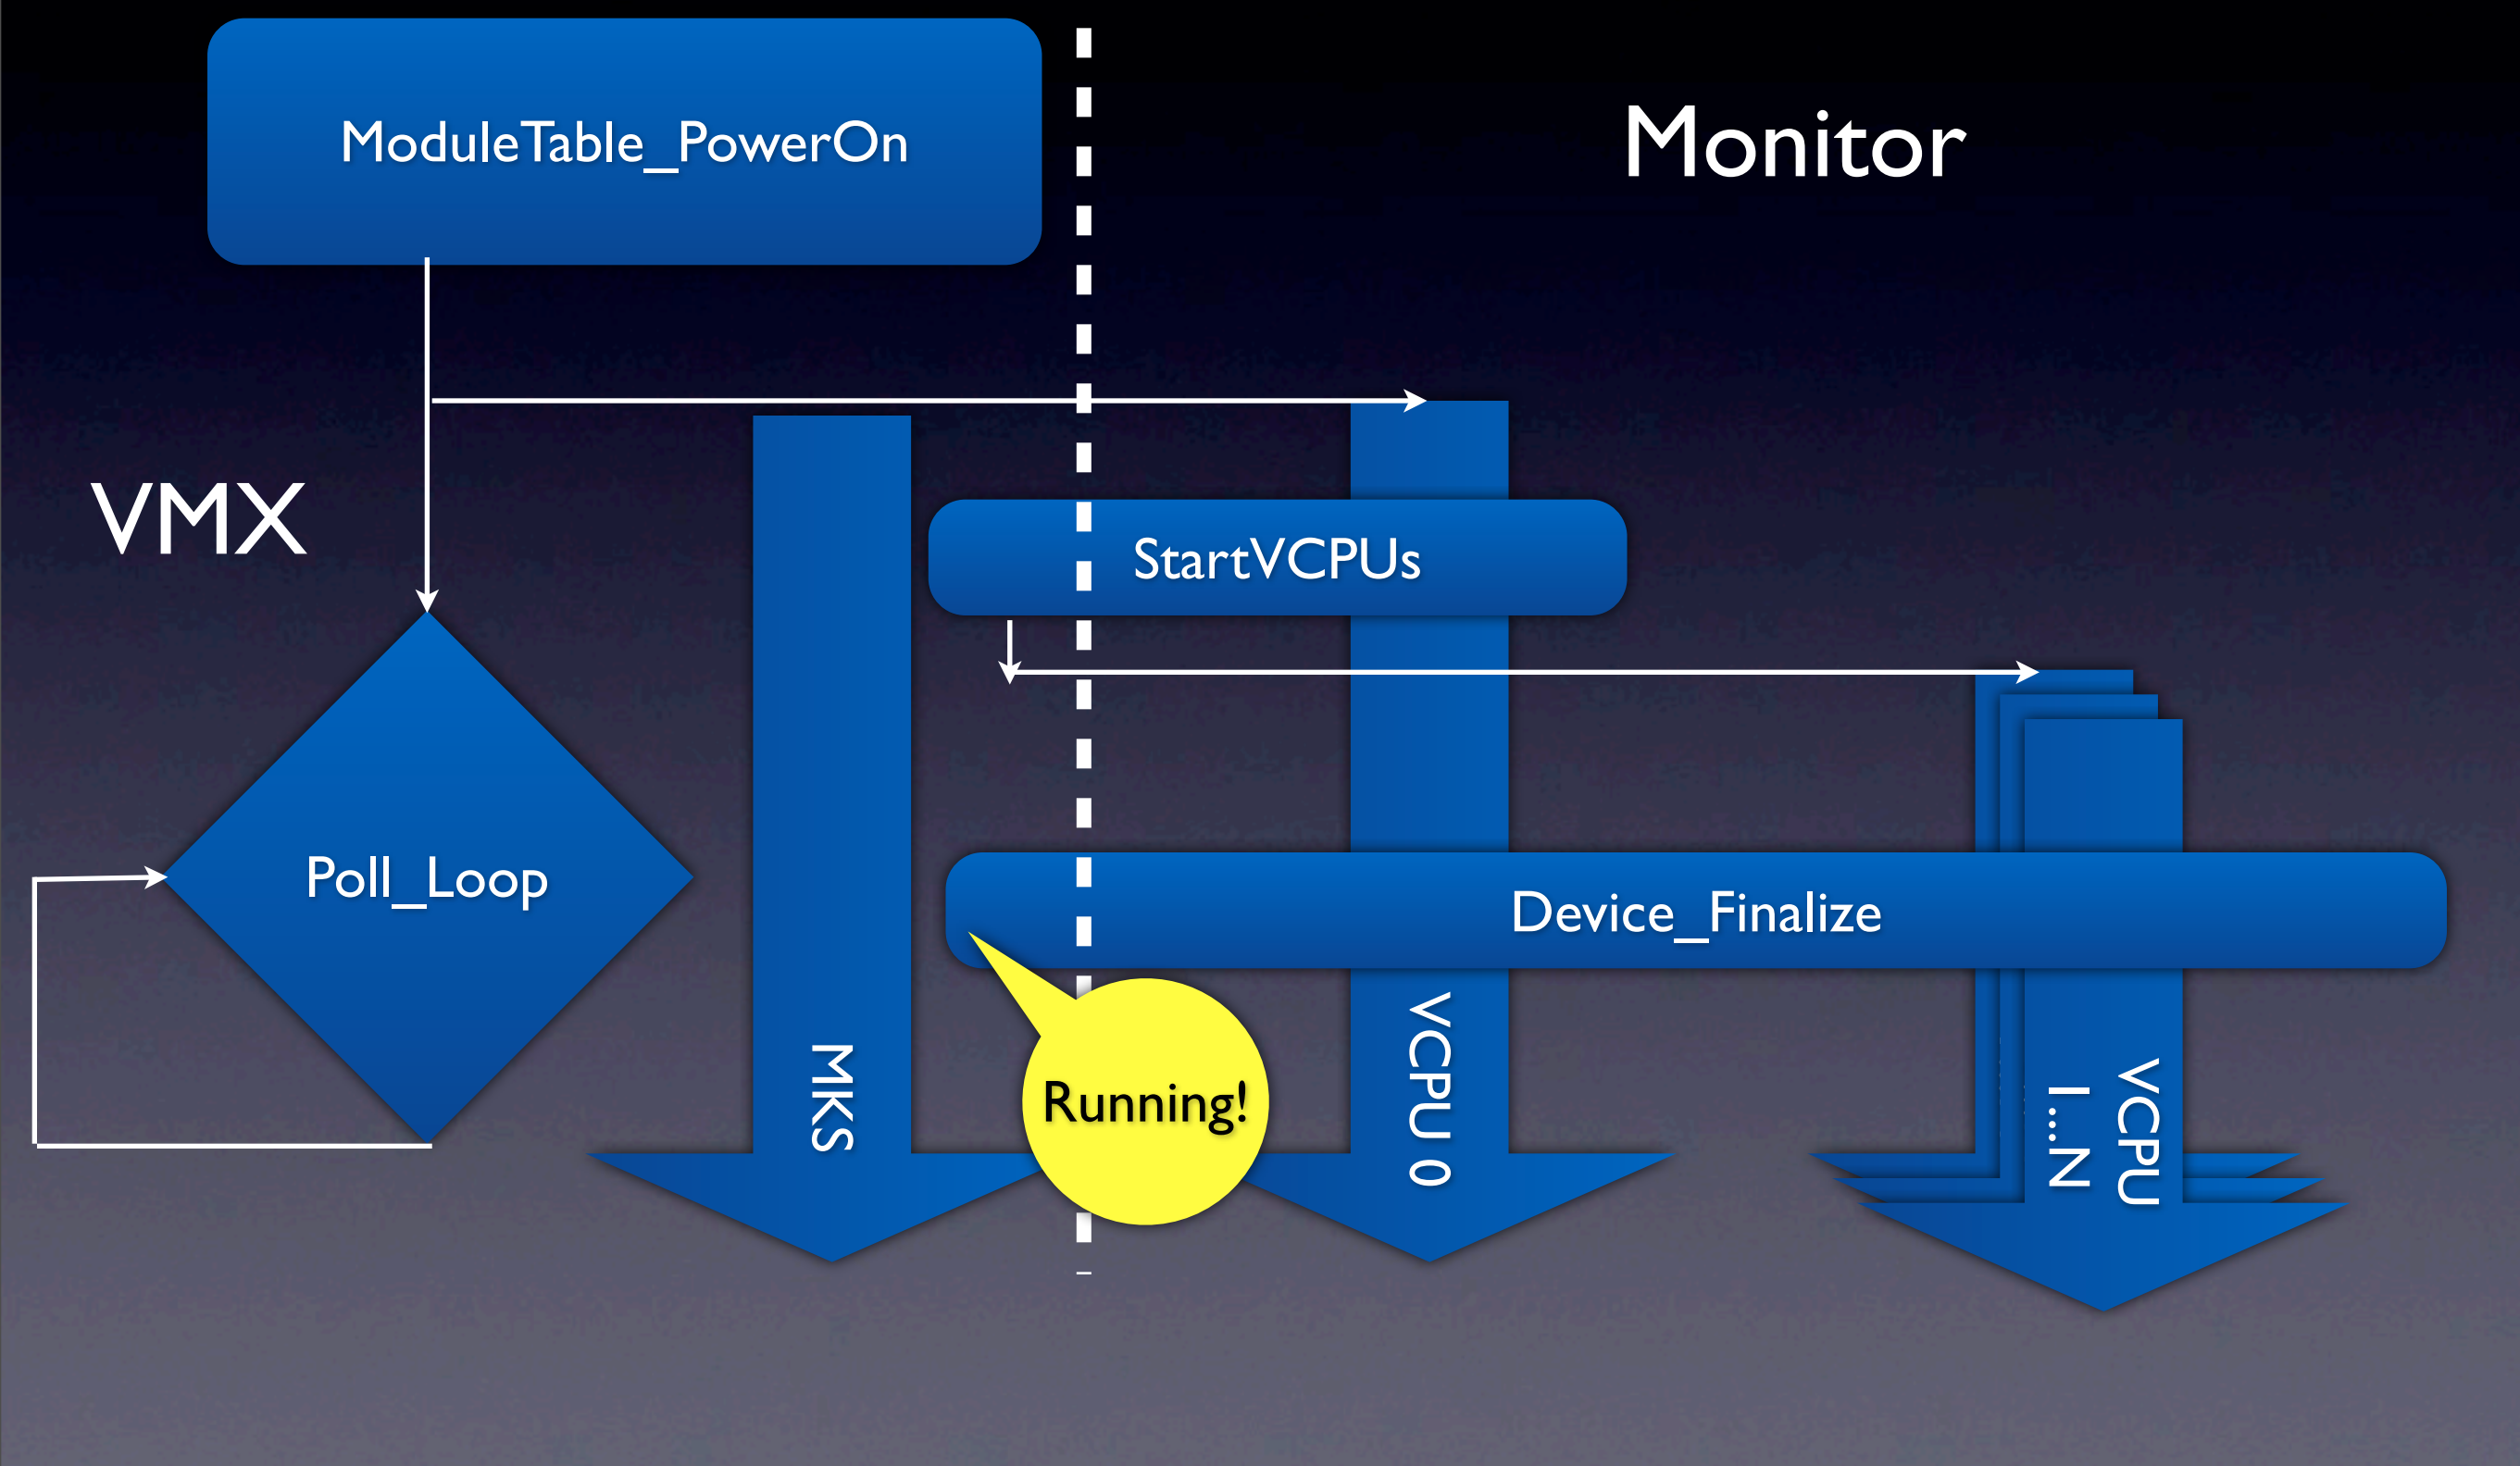 ModuleTable_PowerOn
Monitor
VMX
StartVCPUs
Poll_Loop
Device_Finalize
Running!
MKS
VCPU 0
VCPU
1...N